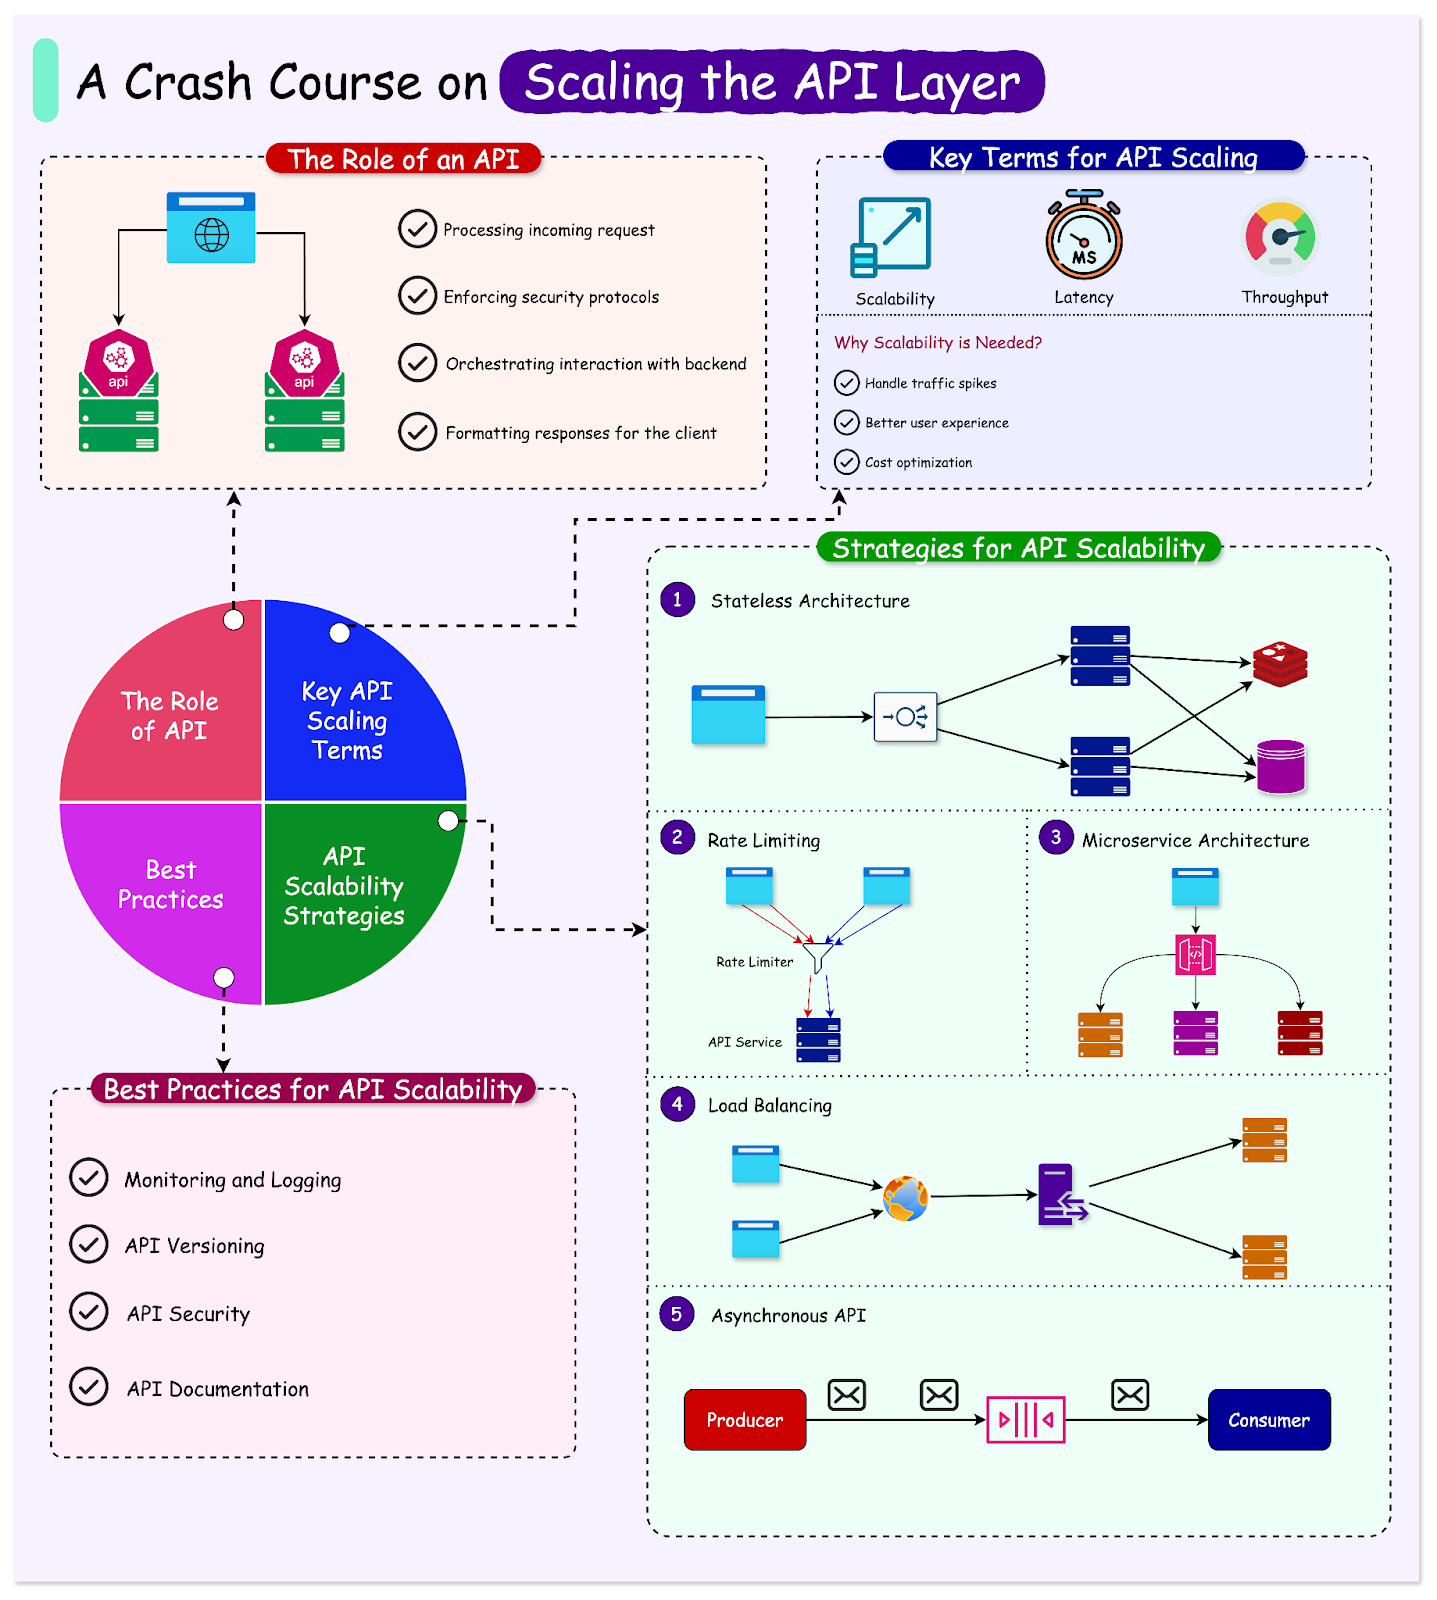 A Crash Course on Scaling the API Layer
The Role of an API
api
api
Processing incoming request
Enforcing security protocols
Orchestrating interaction with backend
Formatting responses for the client
Key Terms for API Scaling
MS
Scalability
Latency
Throughput
Why Scalability is Needed?
Handle traffic spikes
Better user experience
Cost optimization
The Role
of API
Key API
Scaling
Terms
Best
Practices
API
Scalability
Strategies
Strategies for API Scalability
1 Stateless Architecture
2 Rate Limiting
Rate Limiter
API Service
3 Microservice Architecture
</>
4 Load Balancing
5 Asynchronous API
Producer
Consumer
Best Practices for API Scalability
Monitoring and Logging
API Versioning
API Security
API Documentation